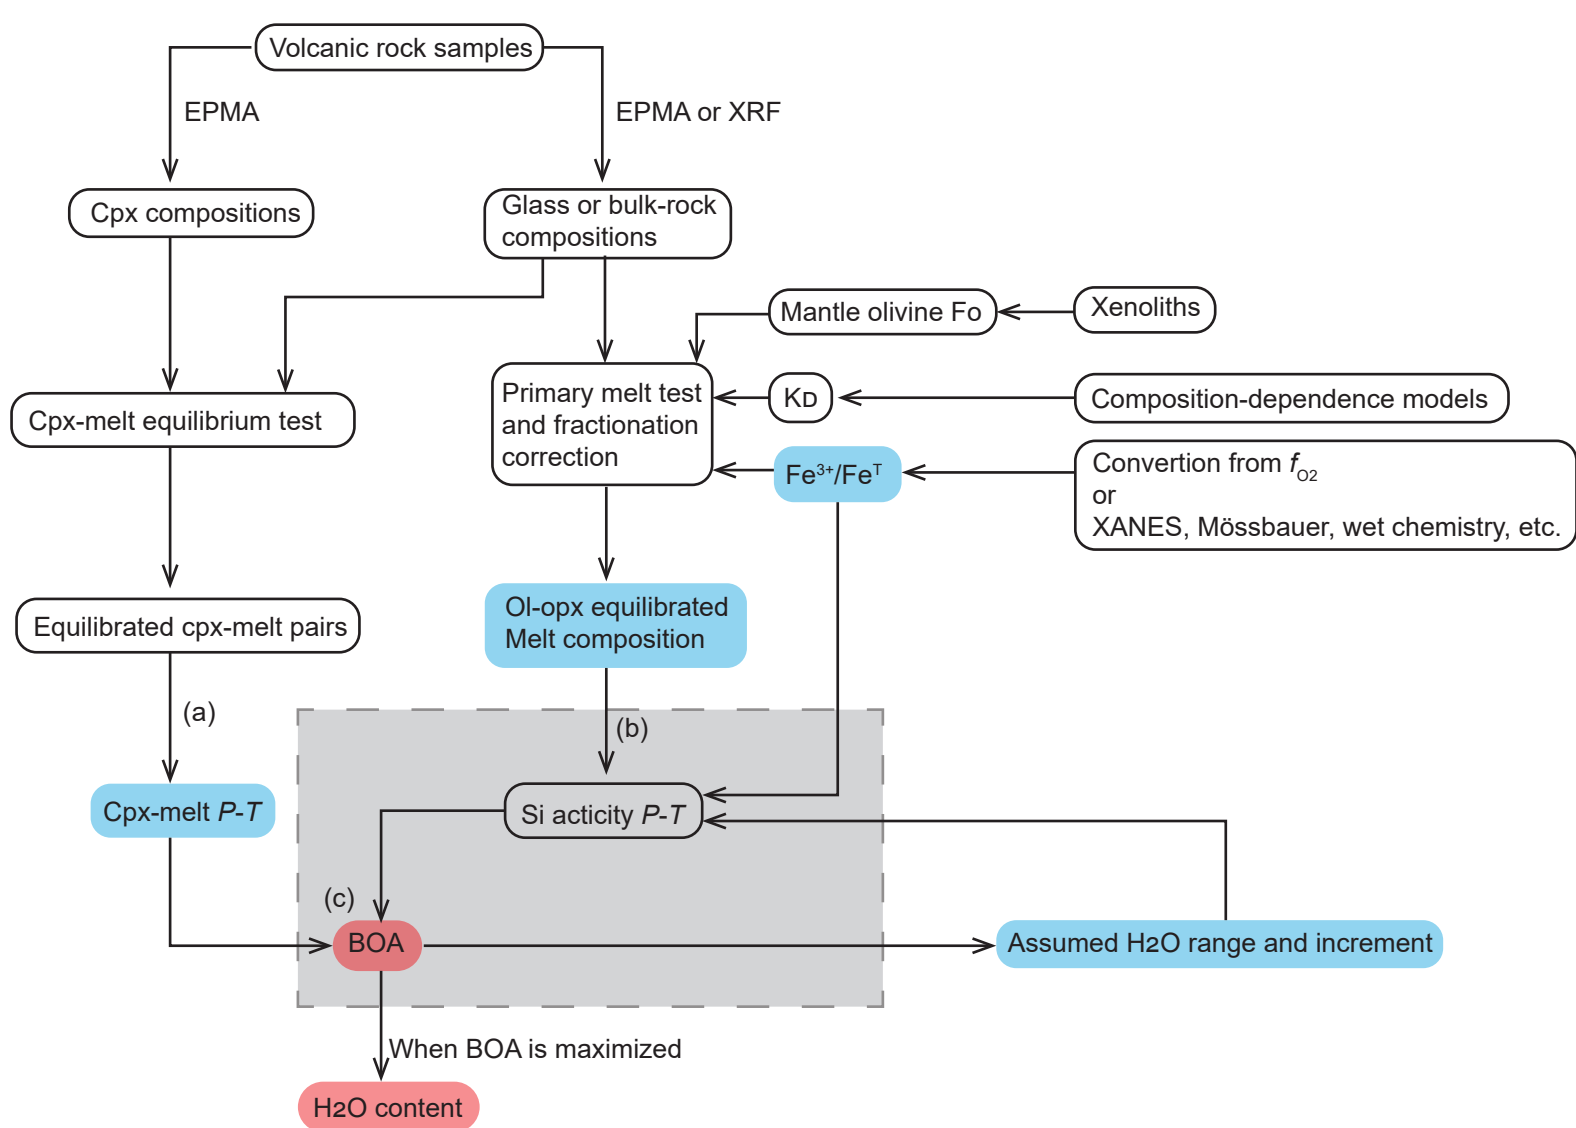 Volcanic rock samples
EPMA
EPMA or XRF
Cpx compositions
Glass or bulk-rock
compositions
Mantle olivine Fo
Xenoliths
Primary melt test
and fractionation
correction
KD
Composition-dependence models
Cpx-melt equilibrium test
Fe³⁺/Feᵀ
Convertion from fO2
or
XANES, Mössbauer, wet chemistry, etc.
Ol-opx equilibrated
Melt composition
Equilibrated cpx-melt pairs
(a)
(b)
Cpx-melt P-T
Si acticity P-T
(c)
BOA
Assumed H2O range and increment
When BOA is maximized
H2O content